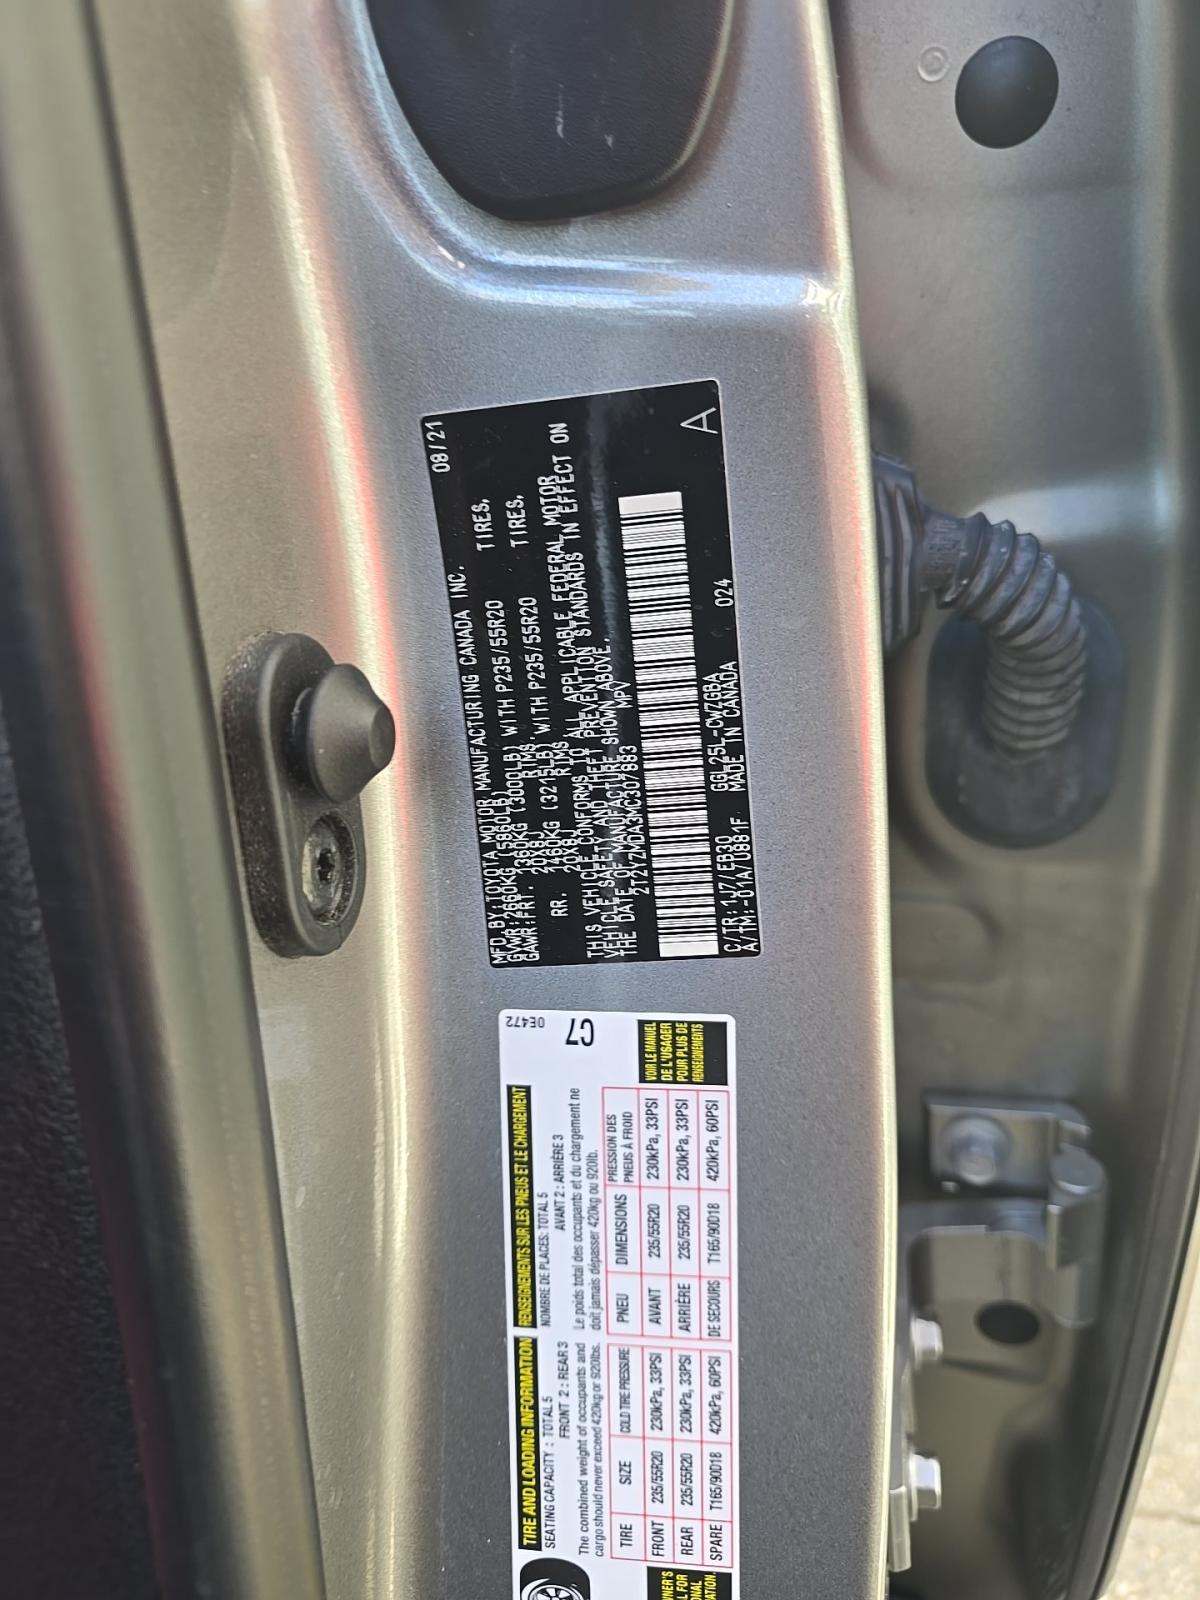 MFD. BY: TOYOTA MOTOR MANUFACTURING CANADA INC. 08/21
GVWR: 2660KG (5860LB)
GAWR: FRT. 1360KG (3000LB) WITH P235/55R20 TIRES,
20X8J RIMS,
RR. 1460KG (3215LB) WITH P235/55R20 TIRES,
20X8J RIMS
THIS VEHICLE CONFORMS TO ALL APPLICABLE FEDERAL MOTOR
VEHICLE SAFETY AND THEFT PREVENTION STANDARDS IN EFFECT ON
THE DATE OF MANUFACTURE SHOWN ABOVE.
2T2YZMDA3MC307883 MPV
A
C/TR: 1J7/EB30 GGL25L-CWZGBA 024
A/TM: -01A/U881F MADE IN CANADA
TIRE AND LOADING INFORMATION
SEATING CAPACITY : TOTAL 5
FRONT 2 : REAR 3
The combined weight of occupants and
cargo should never exceed 420kg or 920lbs.
TIRE SIZE COLD TIRE PRESSURE
FRONT 235/55R20 230kPa, 33PSI
REAR 235/55R20 230kPa, 33PSI
SPARE T165/90D18 420kPa, 60PSI
RENSEIGNEMENTS SUR LES PNEUS ET LE CHARGEMENT
NOMBRE DE PLACES: TOTAL 5
AVANT 2 : ARRIÈRE 3
Le poids total des occupants et du chargement ne
doit jamais dépasser 420kg ou 920lb.
PNEU DIMENSIONS PRESSION DES
PNEUS À FROID
AVANT 235/55R20 230kPa, 33PSI
ARRIÈRE 235/55R20 230kPa, 33PSI
DE SECOURS T165/90D18 420kPa, 60PSI
0E472
C7
VOIR LE MANUEL
DE L'USAGER
POUR PLUS DE
RENSEIGNEMENTS